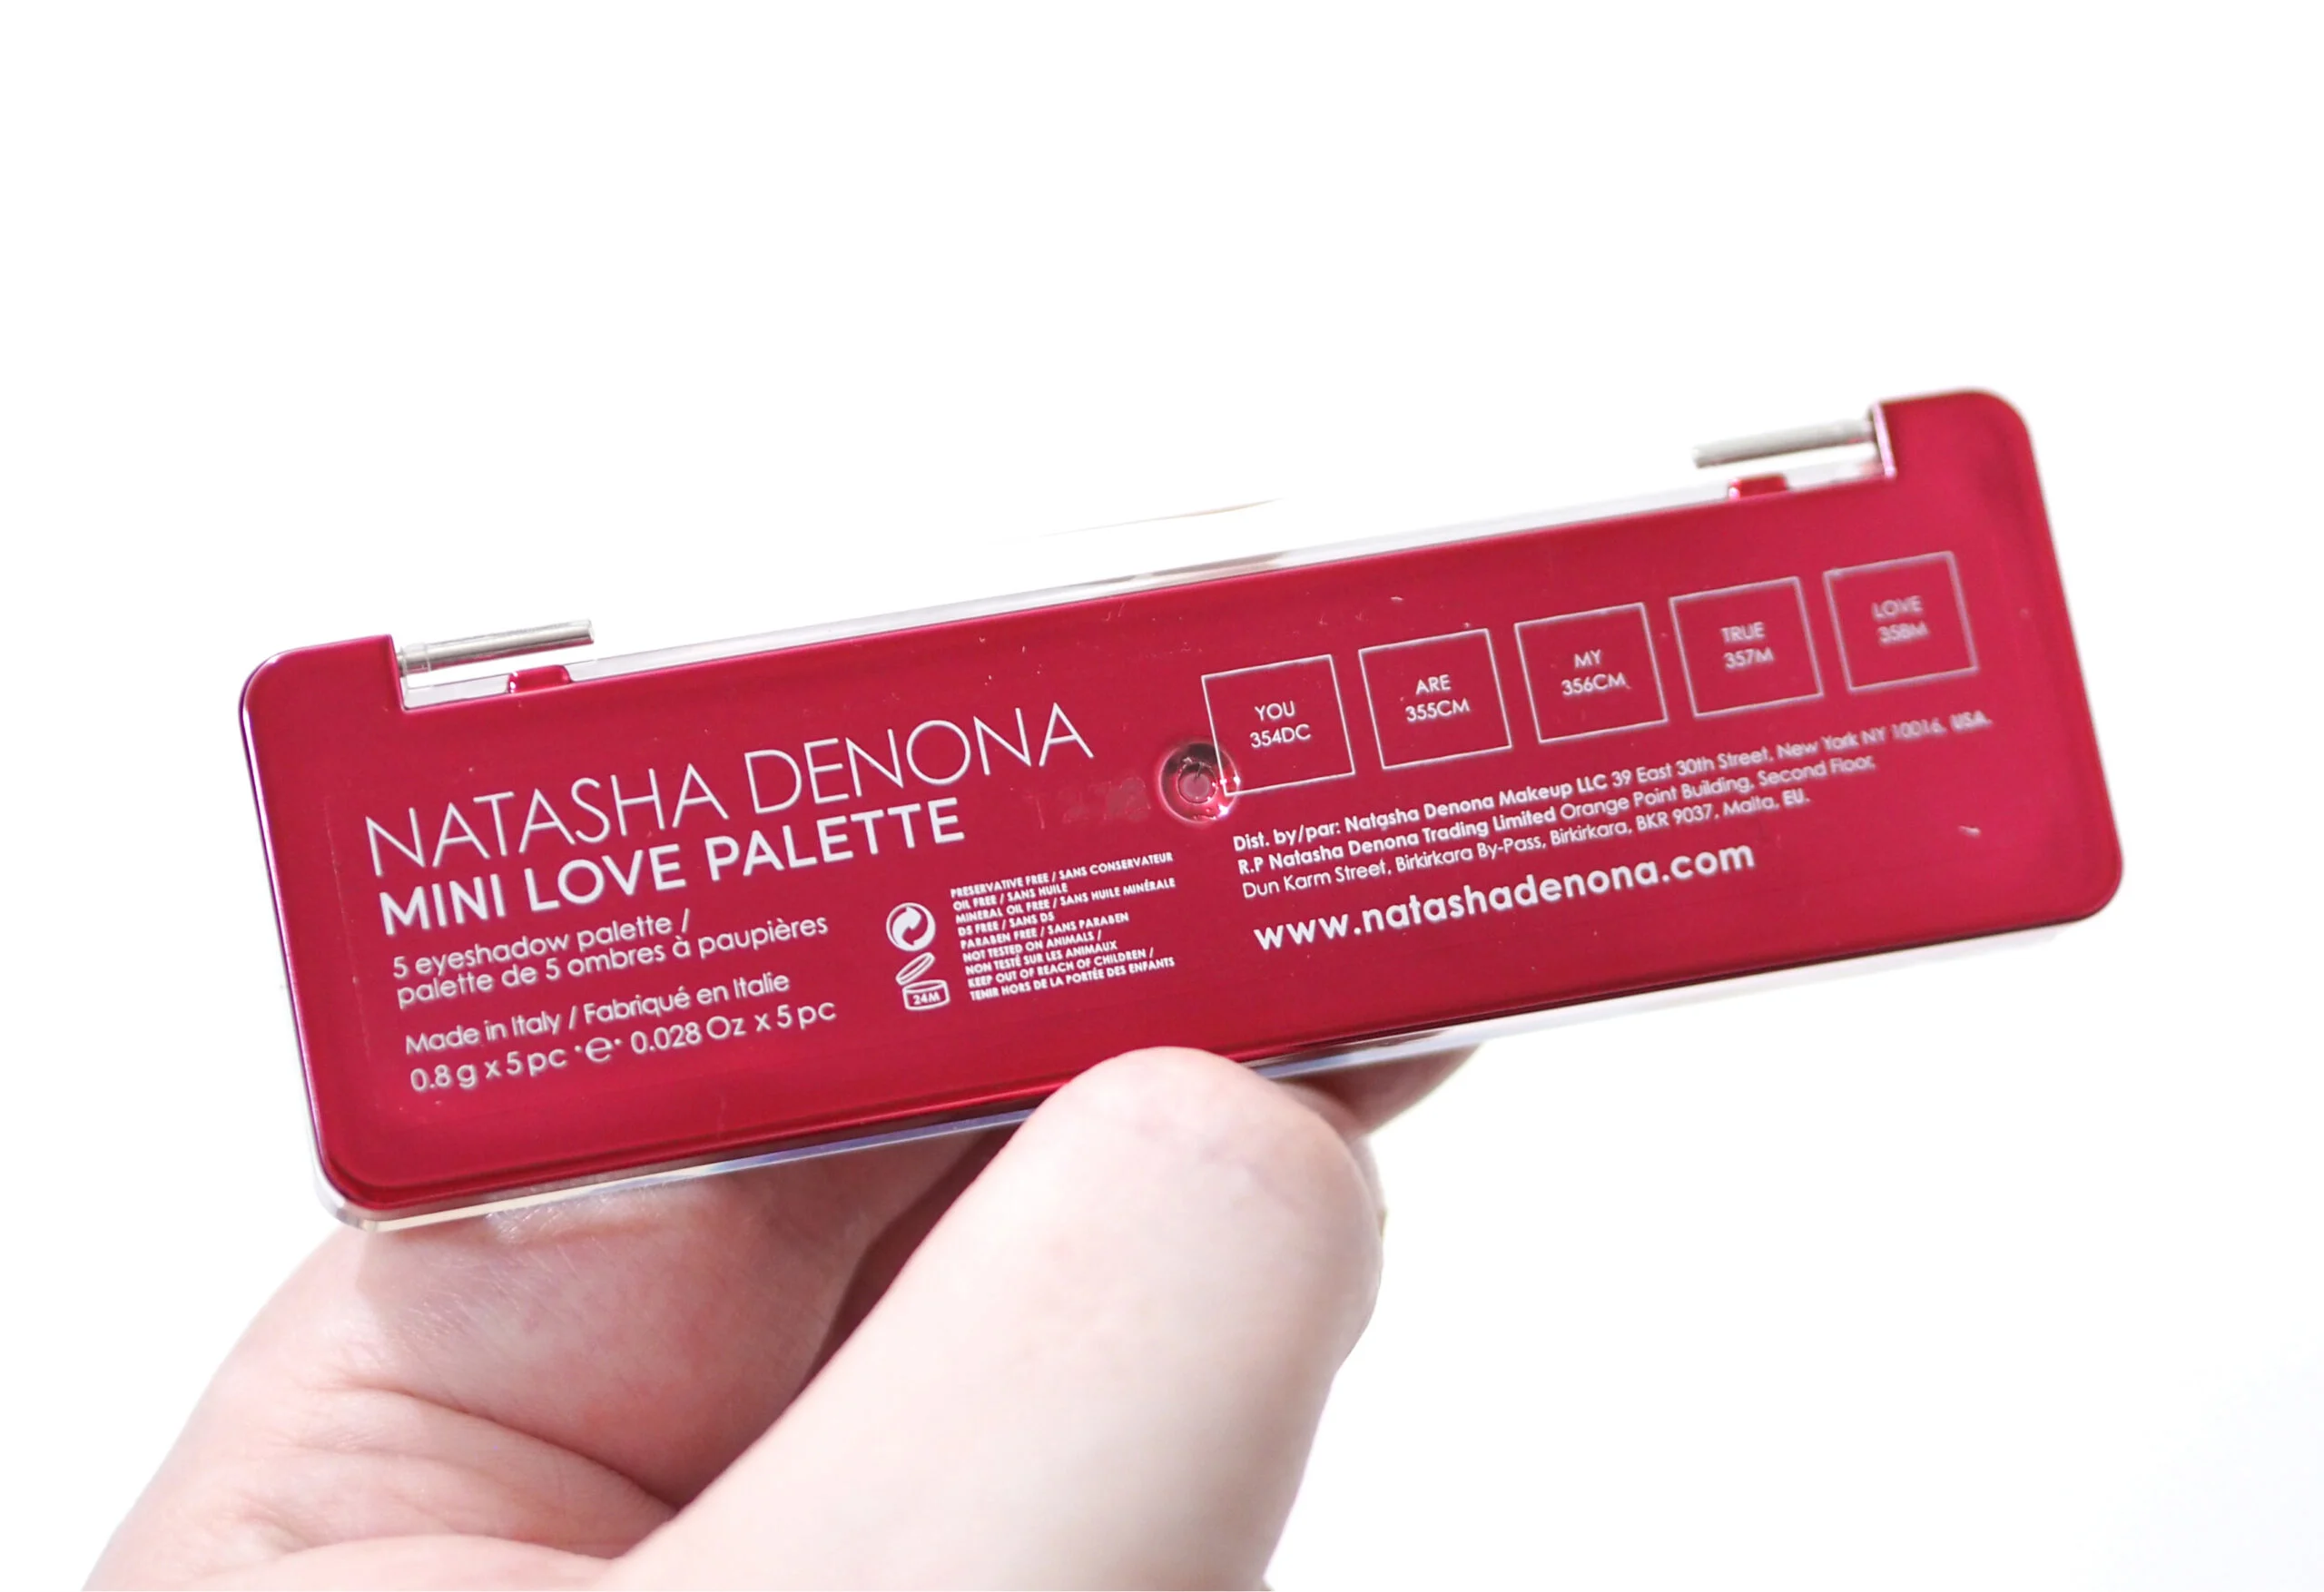 NATASHA DENONA
MINI LOVE PALETTE
5 eyeshadow palette /
palette de 5 ombres à paupières
Made in Italy / Fabriqué en Italie
0.8 g x 5 pc ·e· 0.028 Oz x 5 pc
24M
PRESERVATIVE FREE / SANS CONSERVATEUR
OIL FREE / SANS HUILE
MINERAL OIL FREE / SANS HUILE MINÉRALE
D5 FREE / SANS D5
PARABEN FREE / SANS PARABEN
NOT TESTED ON ANIMALS /
NON TESTÉ SUR LES ANIMAUX
KEEP OUT OF REACH OF CHILDREN /
TENIR HORS DE LA PORTÉE DES ENFANTS
YOU
354DC
ARE
355CM
MY
356CM
TRUE
357M
LOVE
358M
Dist. by/par: Natasha Denona Makeup LLC 39 East 30th Street, New York NY 10016, USA.
R.P Natasha Denona Trading Limited Orange Point Building, Second Floor,
Dun Karm Street, Birkirkara By-Pass, Birkirkara, BKR 9037, Malta, EU.
www.natashadenona.com